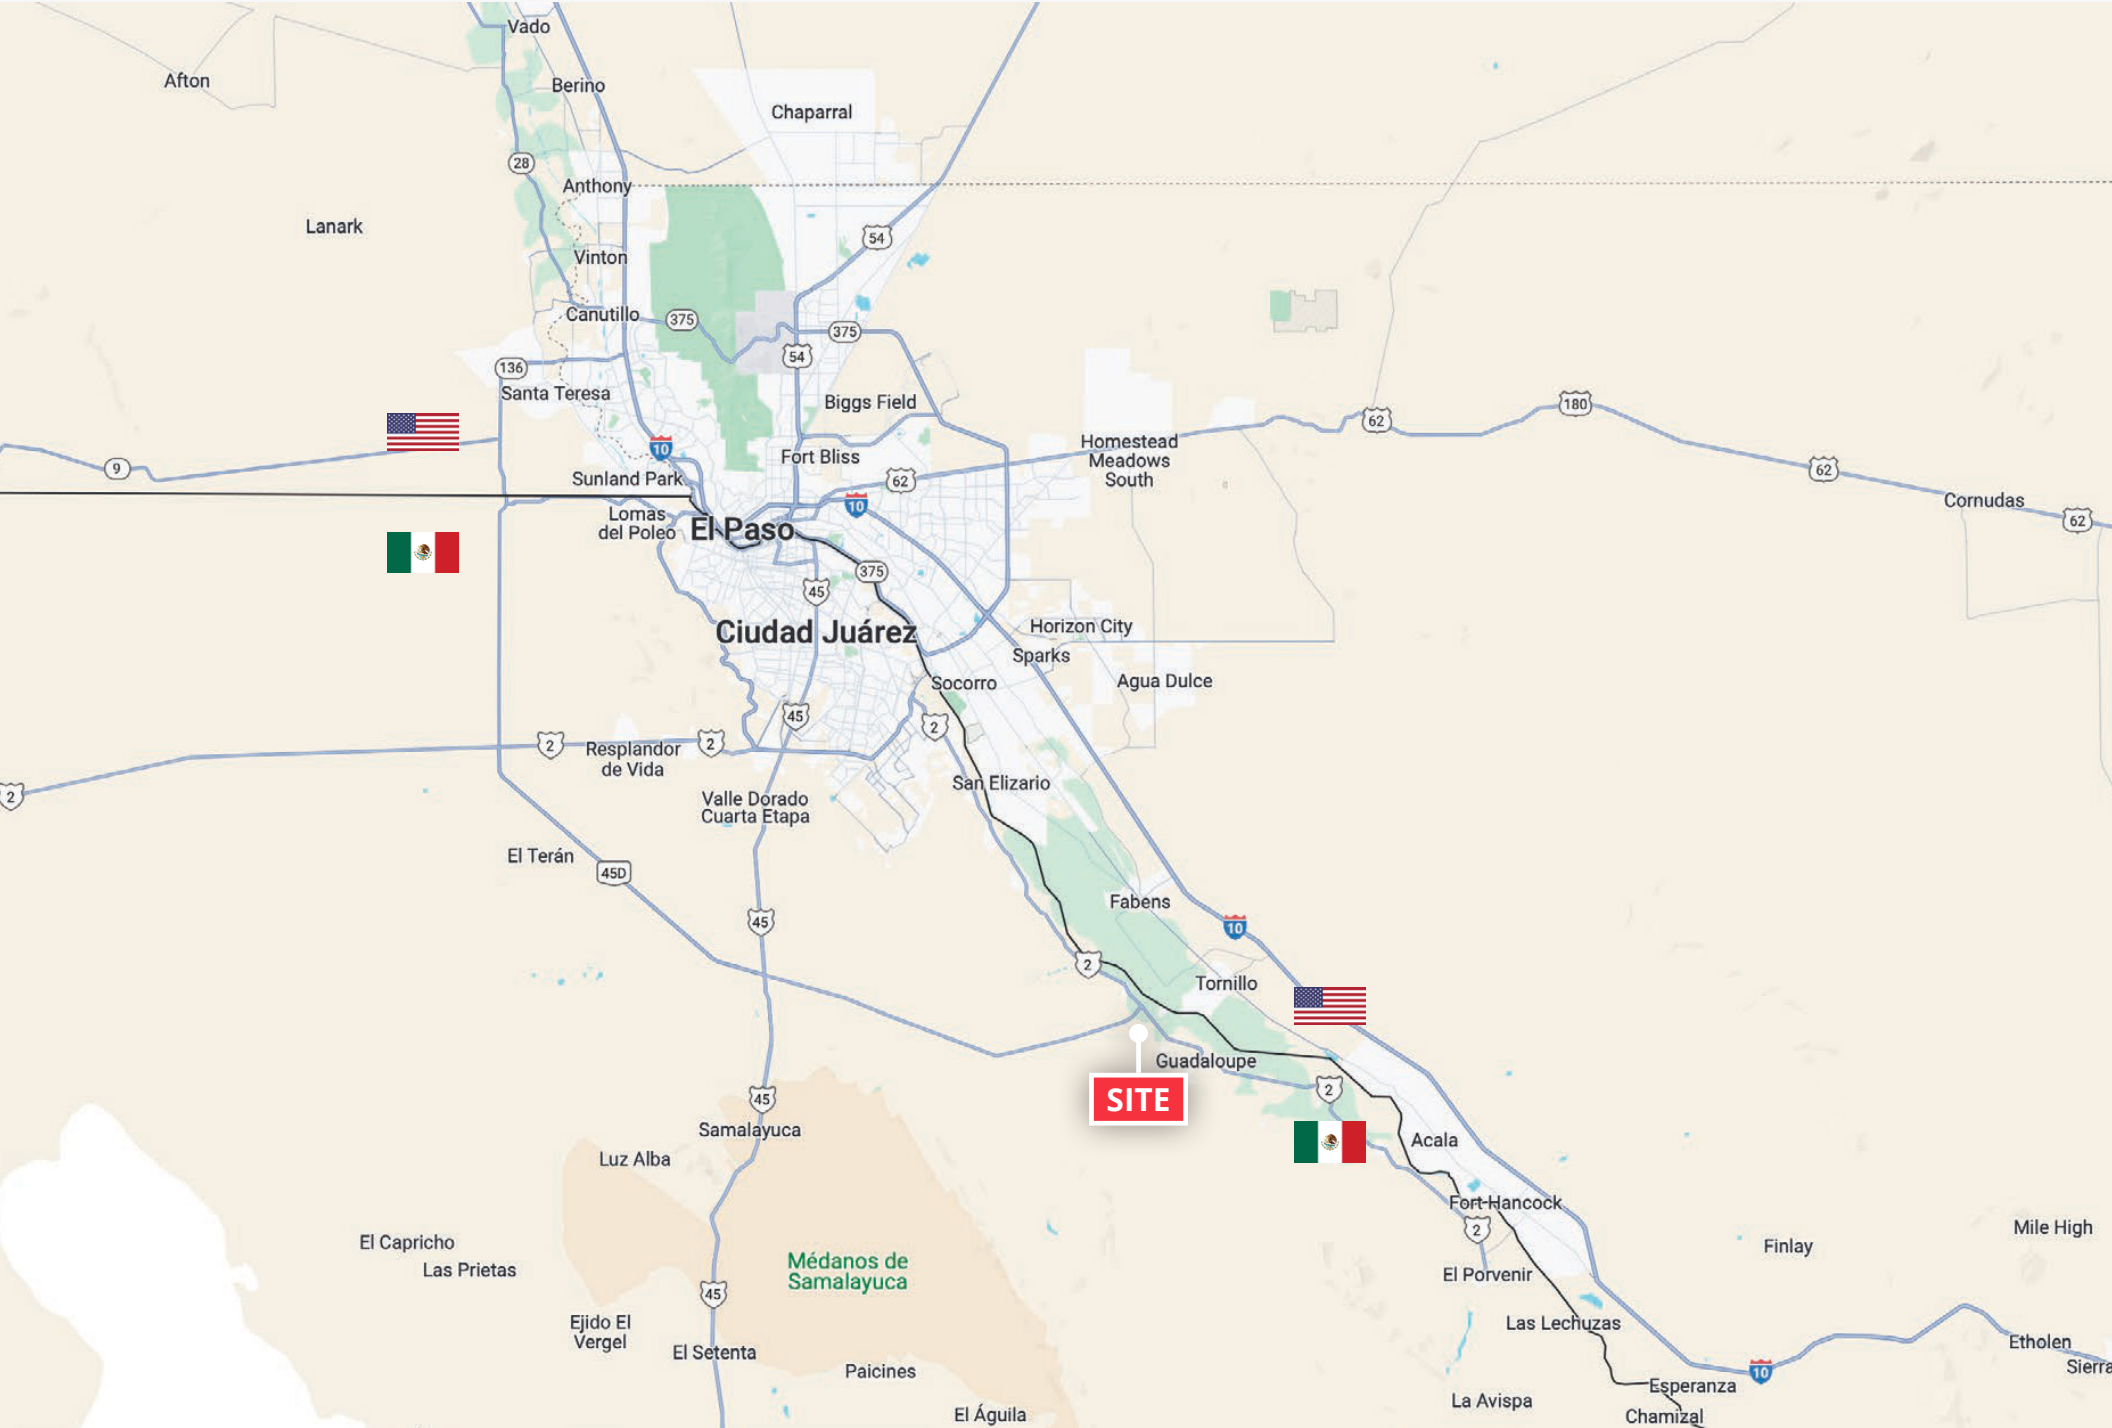 Vado
Afton
Berino
Chaparral
28
Anthony
Lanark
54
Vinton
Canutillo
375
375
54
136
Santa Teresa
Biggs Field
180
62
10
Homestead
Meadows
South
Fort Bliss
9
Sunland Park
62
62
10
Cornudas
Lomas
del Poleo
El Paso
62
375
45
Ciudad Juárez
Horizon City
Sparks
Socorro
Agua Dulce
45
2
2
Resplandor
de Vida
2
2
San Elizario
Valle Dorado
Cuarta Etapa
El Terán
45D
Fabens
45
10
2
Tornillo
Guadaloupe
SITE
2
45
Samalayuca
Acala
Luz Alba
Fort Hancock
2
Mile High
El Capricho
Finlay
Las Prietas
Médanos de
Samalayuca
El Porvenir
45
Ejido El
Vergel
Las Lechuzas
El Setenta
Etholen
Paicines
Sierra
10
Esperanza
La Avispa
El Águila
Chamizal